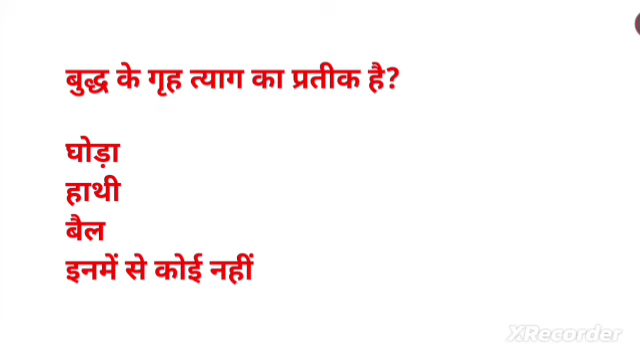 बुद्ध के गृह त्याग का प्रतीक है?
घोड़ा
हाथी
बैल
इनमें से कोई नहीं
XRecorder